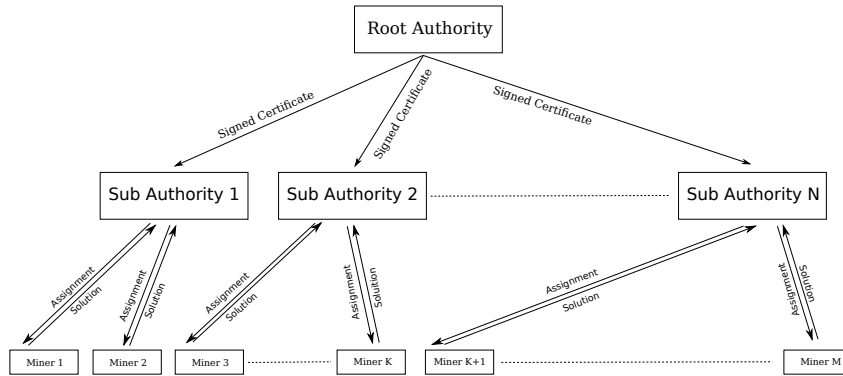 Root Authority
Signed Certificate
Signed Certificate
Signed Certificate
Sub Authority 1
Sub Authority 2
Sub Authority N
Assignment
Solution
Assignment
Solution
Assignment
Solution
Assignment
Solution
Assignment
Solution
Assignment
Solution
Miner 1
Miner 2
Miner 3
Miner K
Miner K+1
Miner M